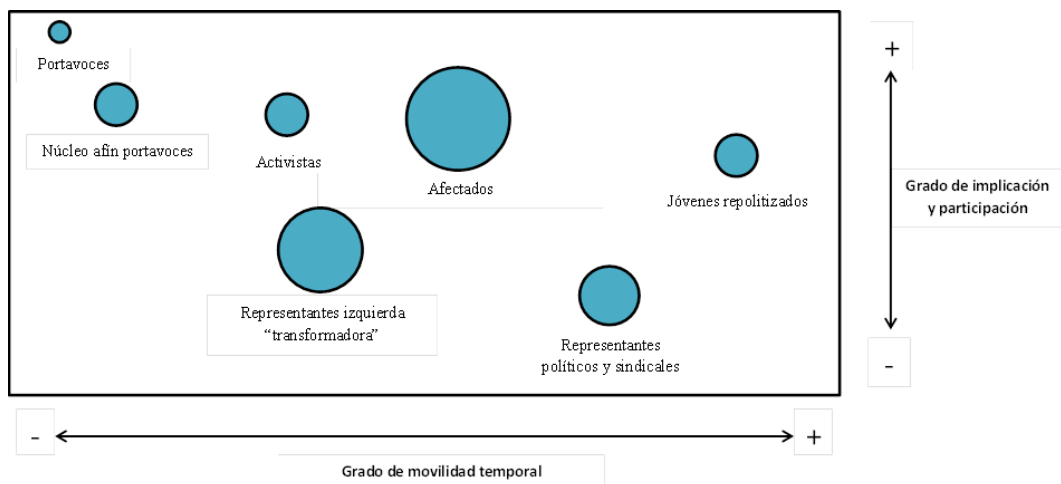 Portavoces
Núcleo afín portavoces
Activistas
Afectados
Jóvenes repolitizados
Representantes izquierda
“transformadora”
Representantes
políticos y sindicales
+
Grado de implicación
y participación
-
-
+
Grado de movilidad temporal